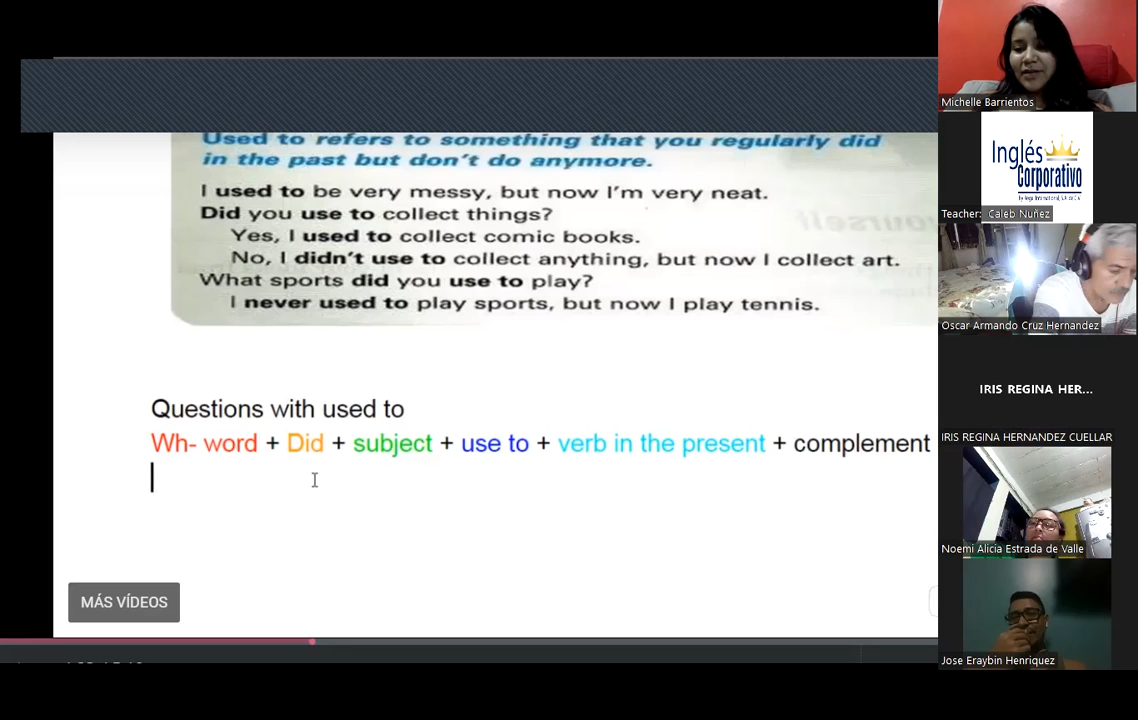 Used to refers to something that you regularly did
in the past but don't do anymore.
I used to be very messy, but now I'm very neat.
Did you use to collect things?
Yes, I used to collect comic books.
No, I didn't use to collect anything, but now I collect art.
What sports did you use to play?
I never used to play sports, but now I play tennis.
Questions with used to
Wh- word + Did + subject + use to + verb in the present + complement
MÁS VÍDEOS
Michelle Barrientos
Inglés
Corporativo
Teacher: Caleb Nuñez
Oscar Armando Cruz Hernandez
IRIS REGINA HER...
IRIS REGINA HERNANDEZ CUELLAR
Noemi Alicia Estrada de Valle
Jose Eraybin Henriquez